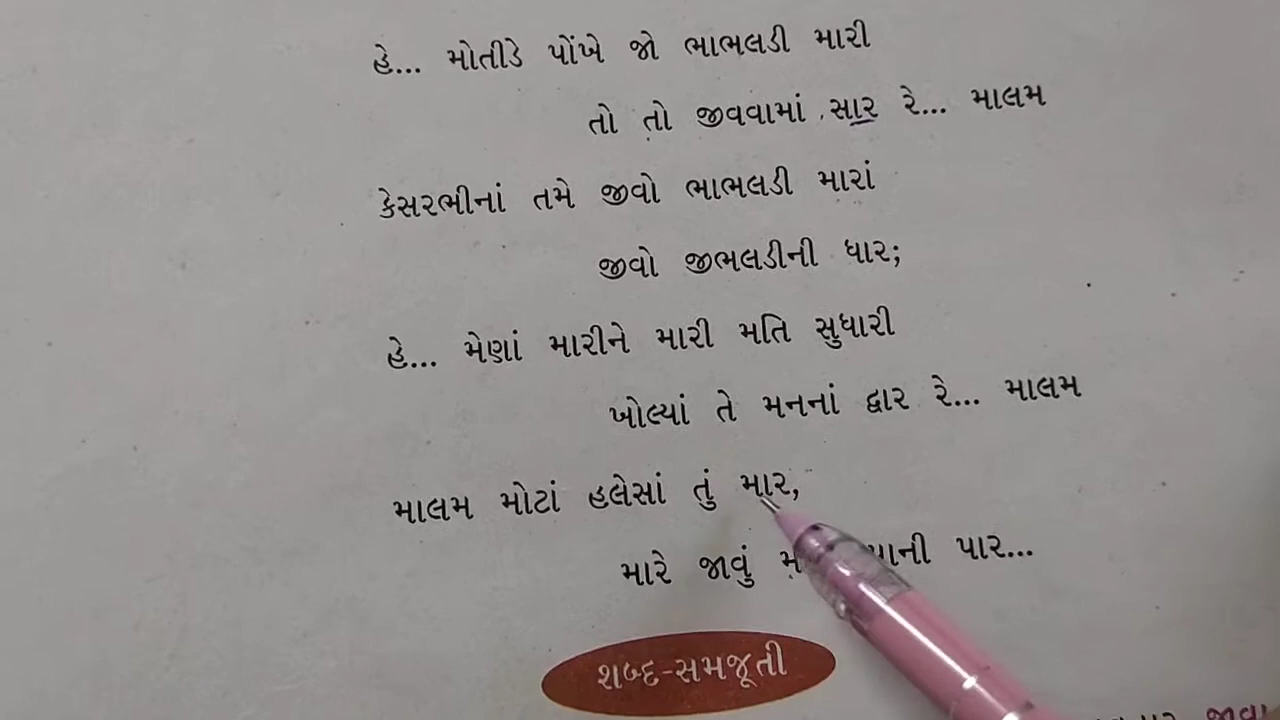 હે... મોતીડે પોંખે જો ભાભલડી મારી
તો તો જીવવામાં સાર રે... માલમ
કેસરભીનાં તમે જીવો ભાભલડી મારાં
જીવો જીભલડીની ધાર;
હે... મેણાં મારીને મારી મતિ સુધારી
ખોલ્યાં તે મનનાં દ્વાર રે... માલમ
માલમ મોટાં હલેસાં તું માર,
મારે જાવું પાર...
શબ્દ-સમજૂતી